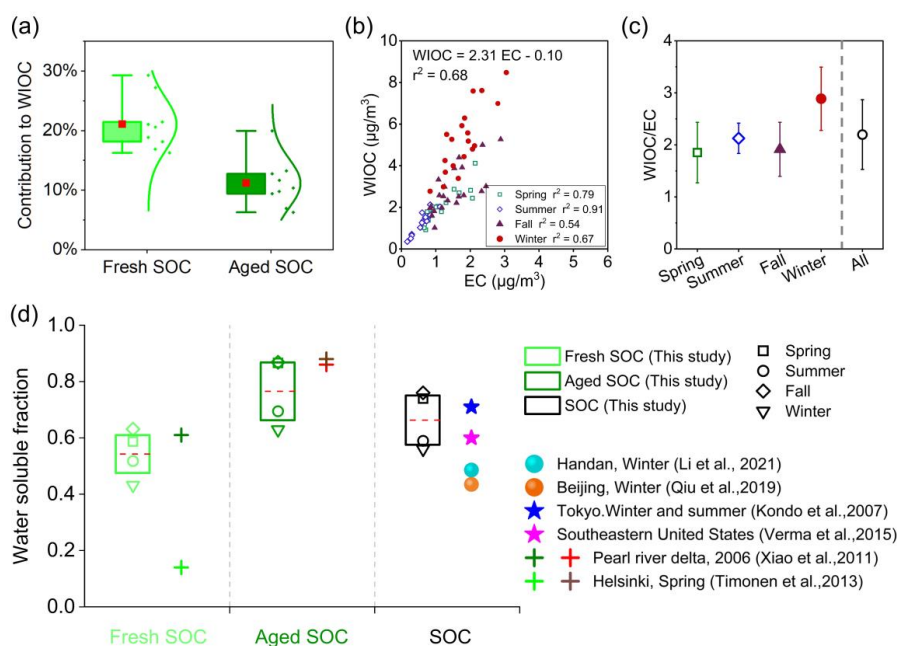 (a)
Contribution to WIOC
30%
20%
10%
0%
Fresh SOC
Aged SOC
(b)
WIOC = 2.31 EC - 0.10
r² = 0.68
WIOC (μg/m³)
10
8
6
4
2
0
Spring r² = 0.79
Summer r² = 0.91
Fall r² = 0.54
Winter r² = 0.67
0 1 2 3 4 5 6
EC (μg/m³)
(c)
WIOC/EC
4
3
2
1
0
Spring
Summer
Fall
Winter
All
(d)
Water soluble fraction
1.0
0.8
0.6
0.4
0.2
0.0
Fresh SOC
Aged SOC
SOC
Fresh SOC (This study)
Aged SOC (This study)
SOC (This study)
Spring
Summer
Fall
Winter
Handan, Winter (Li et al., 2021)
Beijing, Winter (Qiu et al.,2019)
Tokyo.Winter and summer (Kondo et al.,2007)
Southeastern United States (Verma et al.,2015)
Pearl river delta, 2006 (Xiao et al.,2011)
Helsinki, Spring (Timonen et al.,2013)